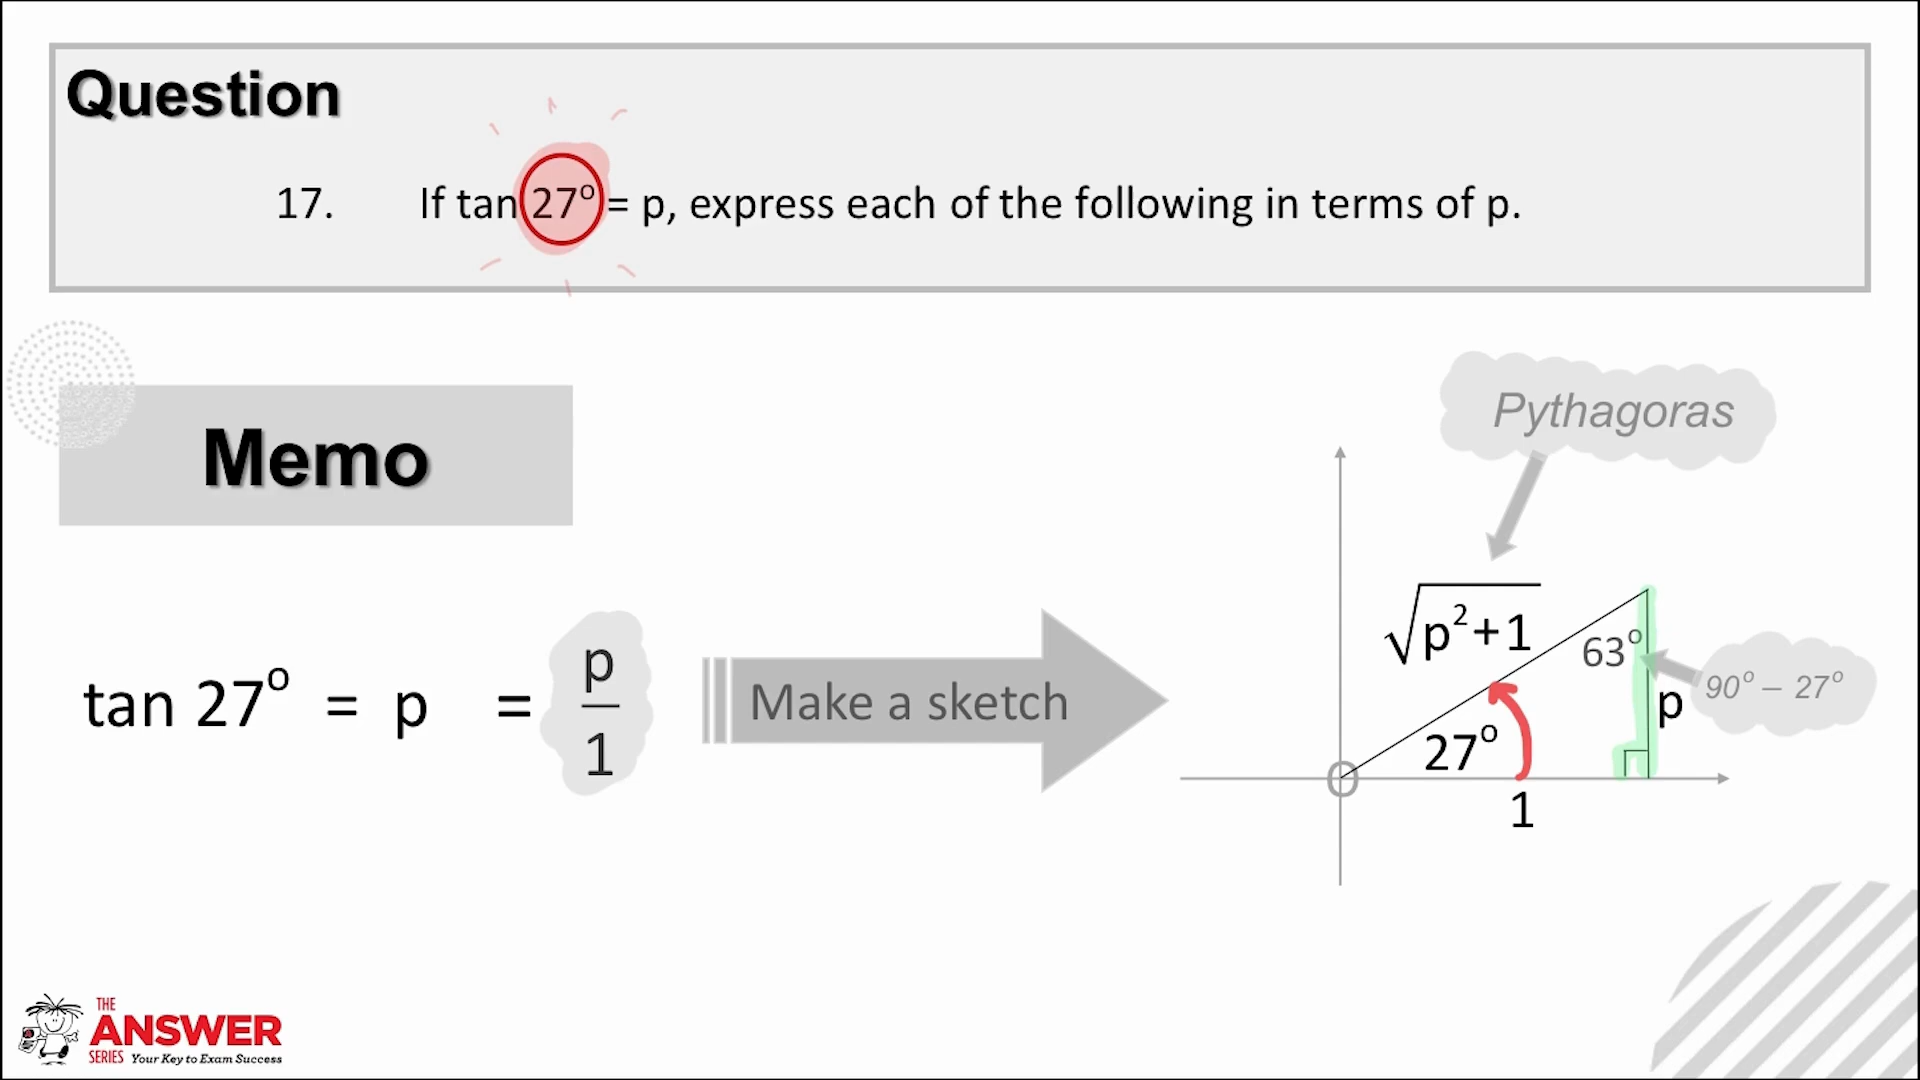 Question
17. If tan 27° = p, express each of the following in terms of p.
Memo
Pythagoras
tan 27° = p = p/1
Make a sketch
√p²+1
63°
90° – 27°
p
27°
O
1
THE
ANSWER
SERIES Your Key to Exam Success